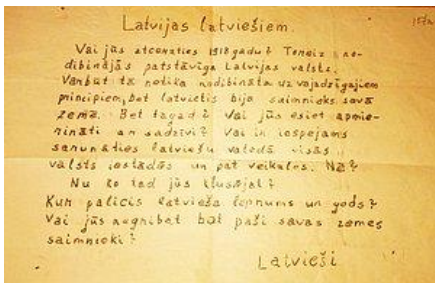 Latvijas latviešiem.
Vai jūs atceraties 1918 gadu? Toreiz no-
dibinājās patstāvīga Latvijas valsts.
Varbūt tā netika nodibināta uz vajadzīgajiem
principiem, bet latvietis bija saimnieks savā
zemē. Bet tagad? Vai jūs esiet apmie-
rināti ar sadzīvi? Vai ir iespējams
sarunāties latviešu valodā visās
valsts iestādēs un pat veikalos. Nē?
Nu ko tad jūs klusējat?
Kur palicis latvieša lepnums un gods?
Vai jūs negribat būt paši savas zemes
saimnieki?
Latvieši